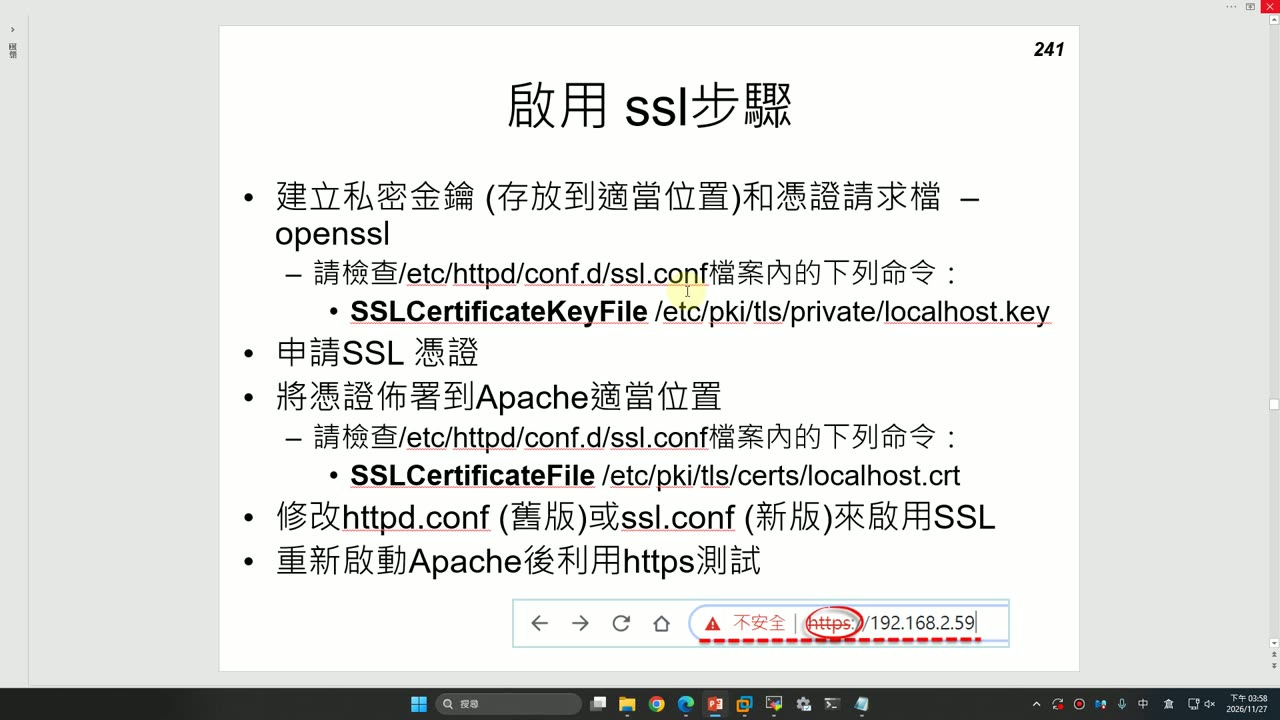 241
啟用 ssl步驟
• 建立私密金鑰 (存放到適當位置)和憑證請求檔 –
openssl
– 請檢查/etc/httpd/conf.d/ssl.conf檔案內的下列命令：
• SSLCertificateKeyFile /etc/pki/tls/private/localhost.key
• 申請SSL 憑證
• 將憑證佈署到Apache適當位置
– 請檢查/etc/httpd/conf.d/ssl.conf檔案內的下列命令：
• SSLCertificateFile /etc/pki/tls/certs/localhost.crt
• 修改httpd.conf (舊版)或ssl.conf (新版)來啟用SSL
• 重新啟動Apache後利用https測試
不安全 | https://192.168.2.59
搜尋
中
下午 03:58
2026/11/27